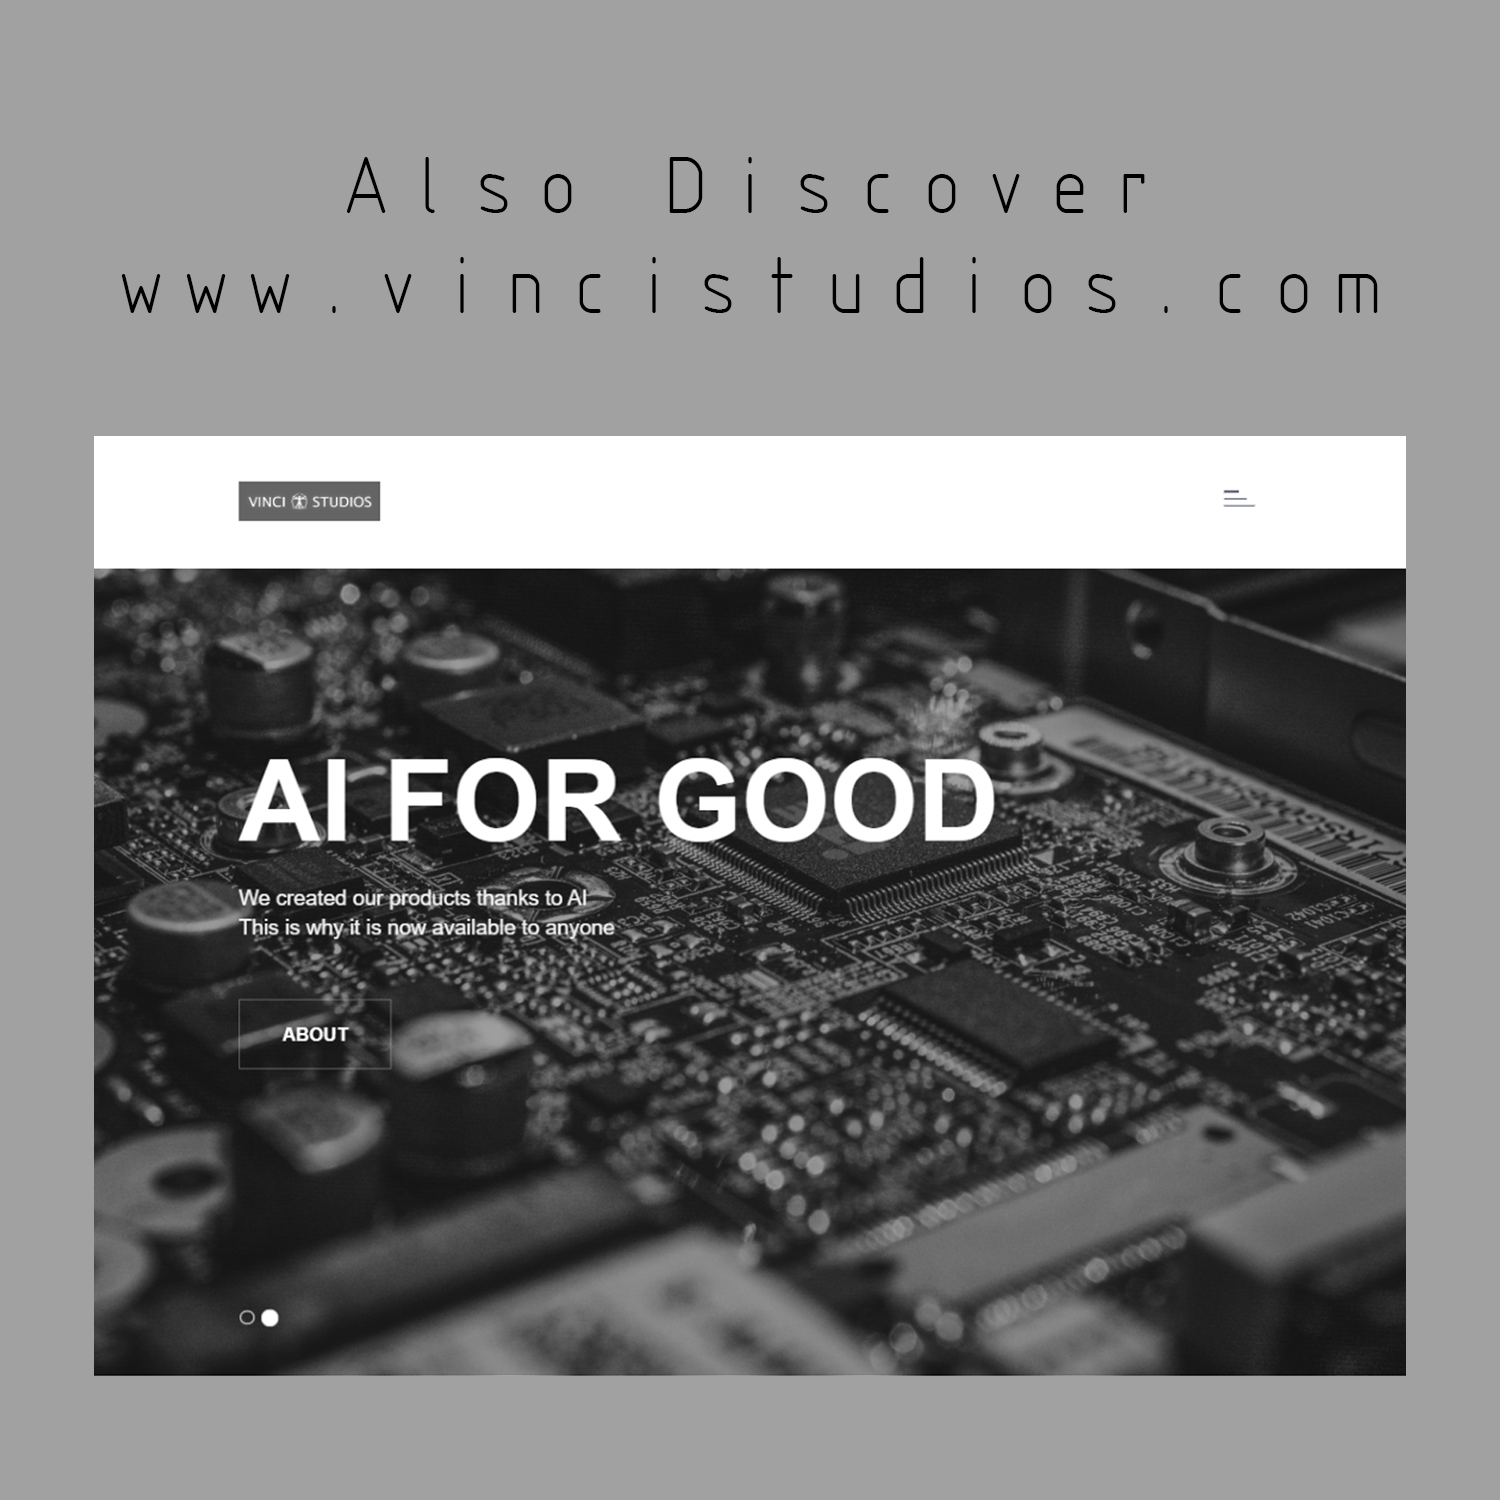 Also Discover
www.vincistudios.com
VINCI STUDIOS
AI FOR GOOD
We created our products thanks to AI
This is why it is now available to anyone
ABOUT